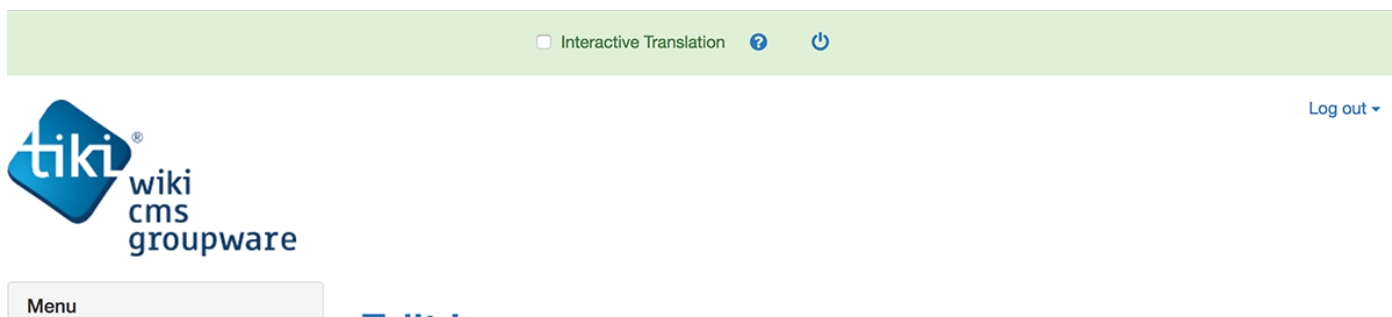 Interactive Translation
Log out
tiki®
wiki
cms
groupware
Menu